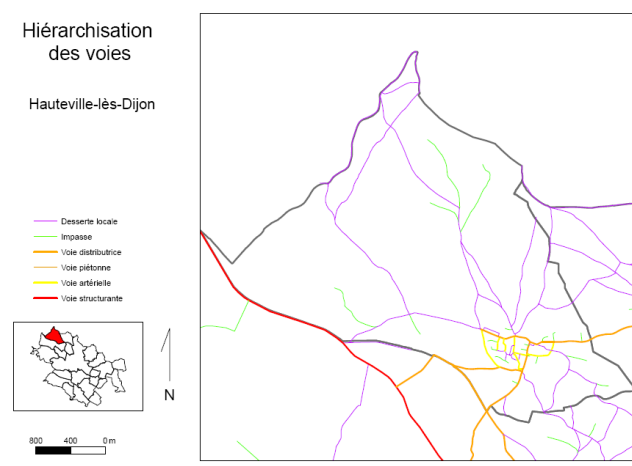 Hiérarchisation
des voies
Hauteville-lès-Dijon
Desserte locale
Impasse
Voie distributrice
Voie piétonne
Voie artérielle
Voie structurante
N
800 400 0 m